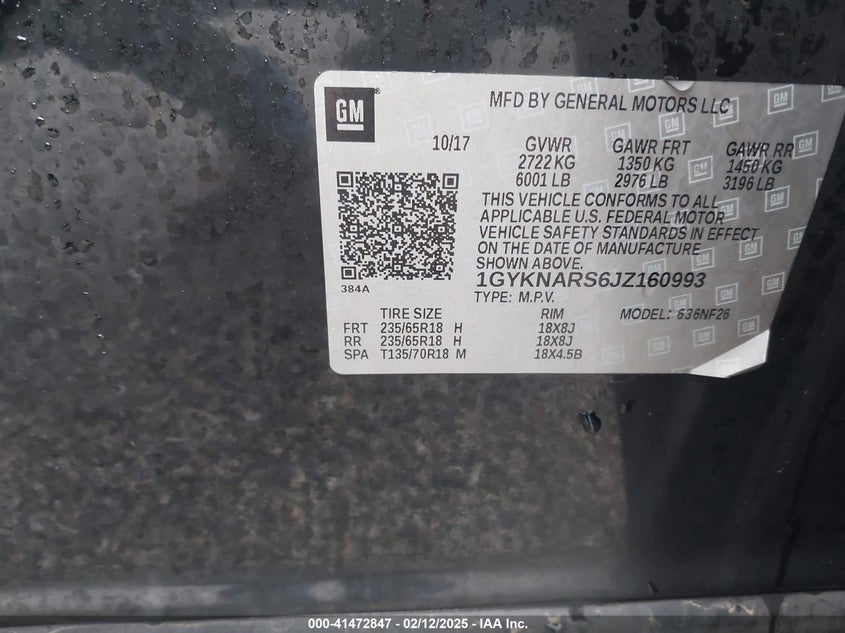 GM
MFD BY GENERAL MOTORS LLC
10/17 GVWR GAWR FRT GAWR RR
2722 KG 1350 KG 1450 KG
6001 LB 2976 LB 3196 LB
THIS VEHICLE CONFORMS TO ALL
APPLICABLE U.S. FEDERAL MOTOR
VEHICLE SAFETY STANDARDS IN EFFECT
ON THE DATE OF MANUFACTURE
SHOWN ABOVE.
384A
1GYKNARS6JZ160993
TYPE: M.P.V.
TIRE SIZE RIM MODEL: 636NF26
FRT 235/65R18 H 18X8J
RR 235/65R18 H 18X8J
SPA T135/70R18 M 18X4.5B
000-41472847 - 02/12/2025 - IAA Inc.